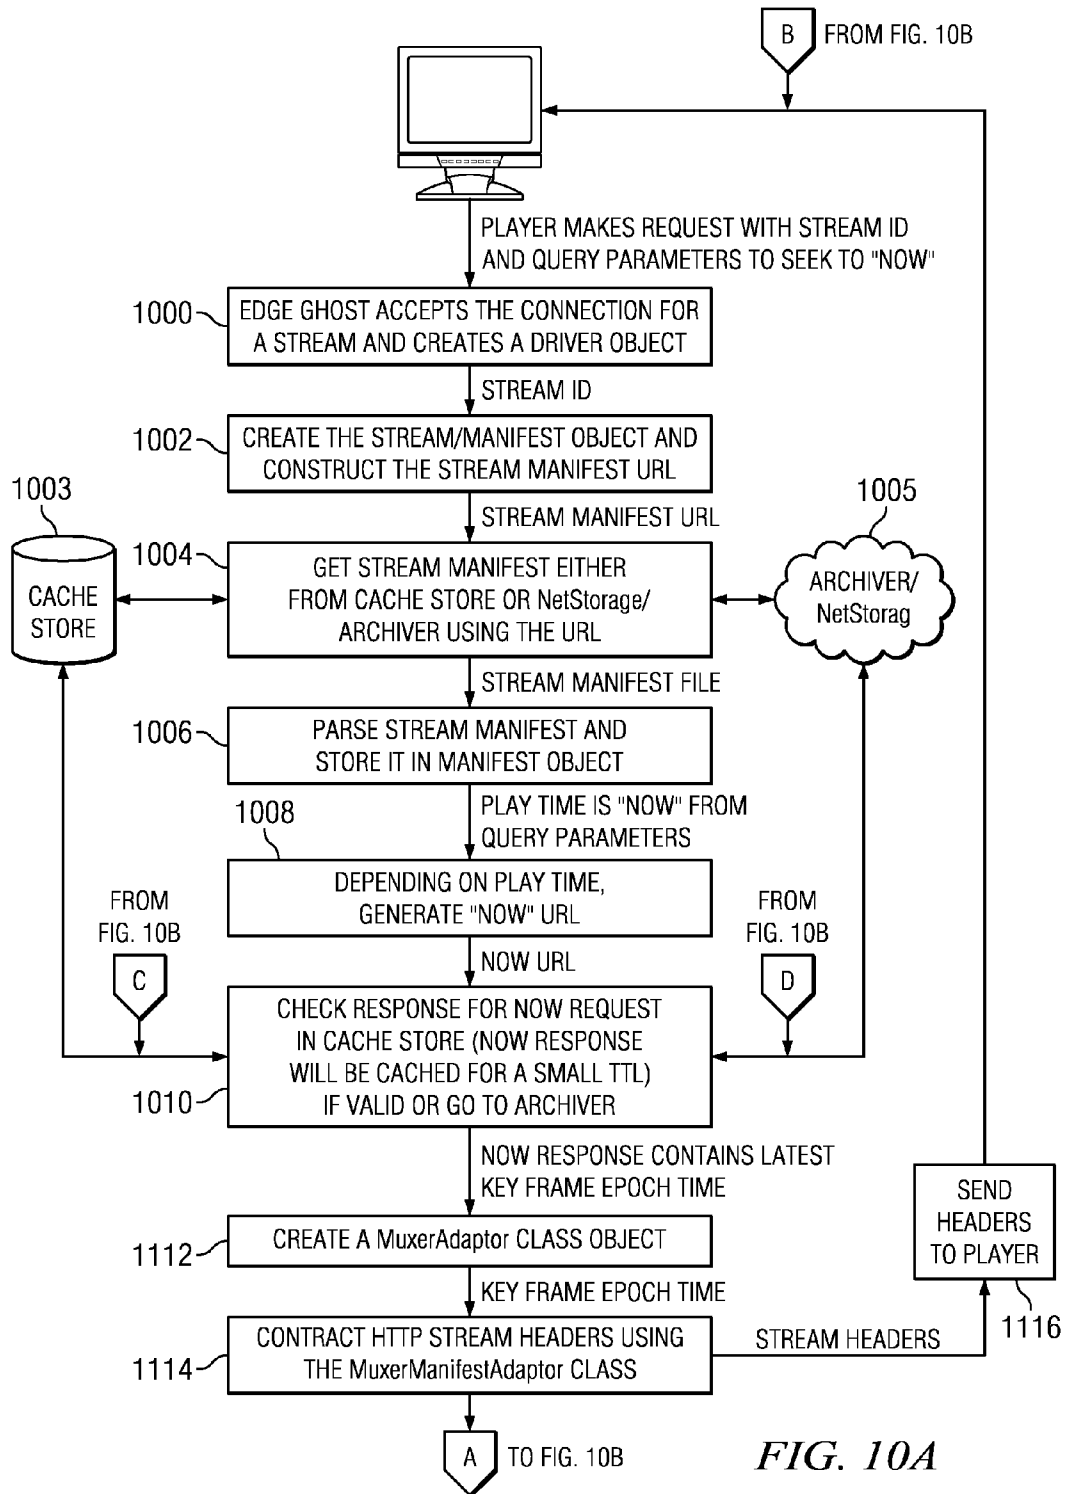 B
FROM FIG. 10B
PLAYER MAKES REQUEST WITH STREAM ID
AND QUERY PARAMETERS TO SEEK TO "NOW"
1000
EDGE GHOST ACCEPTS THE CONNECTION FOR
A STREAM AND CREATES A DRIVER OBJECT
STREAM ID
1002
CREATE THE STREAM/MANIFEST OBJECT AND
CONSTRUCT THE STREAM MANIFEST URL
STREAM MANIFEST URL
1003
CACHE
STORE
1004
GET STREAM MANIFEST EITHER
FROM CACHE STORE OR NetStorage/
ARCHIVER USING THE URL
1005
ARCHIVER/
NetStorag
STREAM MANIFEST FILE
1006
PARSE STREAM MANIFEST AND
STORE IT IN MANIFEST OBJECT
PLAY TIME IS "NOW" FROM
QUERY PARAMETERS
1008
DEPENDING ON PLAY TIME,
GENERATE "NOW" URL
NOW URL
FROM
FIG. 10B
C
FROM
FIG. 10B
D
CHECK RESPONSE FOR NOW REQUEST
IN CACHE STORE (NOW RESPONSE
WILL BE CACHED FOR A SMALL TTL)
IF VALID OR GO TO ARCHIVER
1010
NOW RESPONSE CONTAINS LATEST
KEY FRAME EPOCH TIME
1112
CREATE A MuxerAdaptor CLASS OBJECT
KEY FRAME EPOCH TIME
1114
CONTRACT HTTP STREAM HEADERS USING
THE MuxerManifestAdaptor CLASS
STREAM HEADERS
SEND
HEADERS
TO PLAYER
1116
A
TO FIG. 10B
FIG. 10A